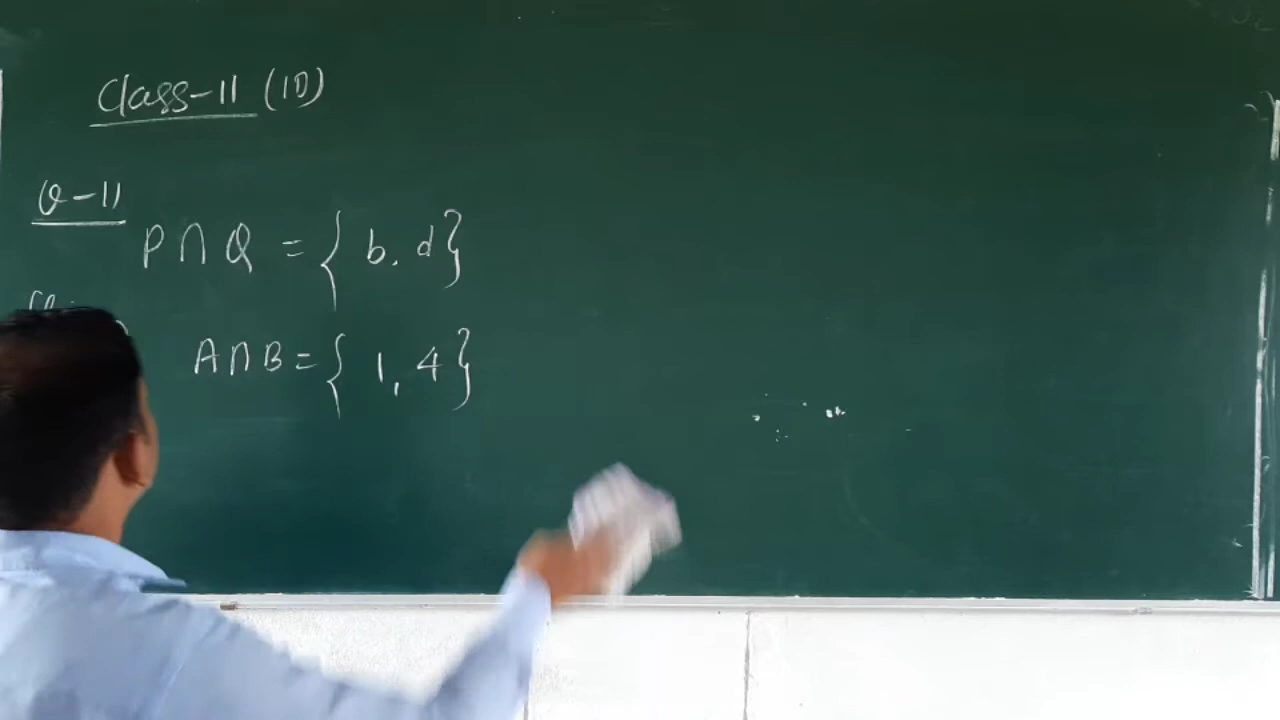 Class-11 (1D)
Q-11
P∩Q = { b. d}
A∩B = { 1, 4 }